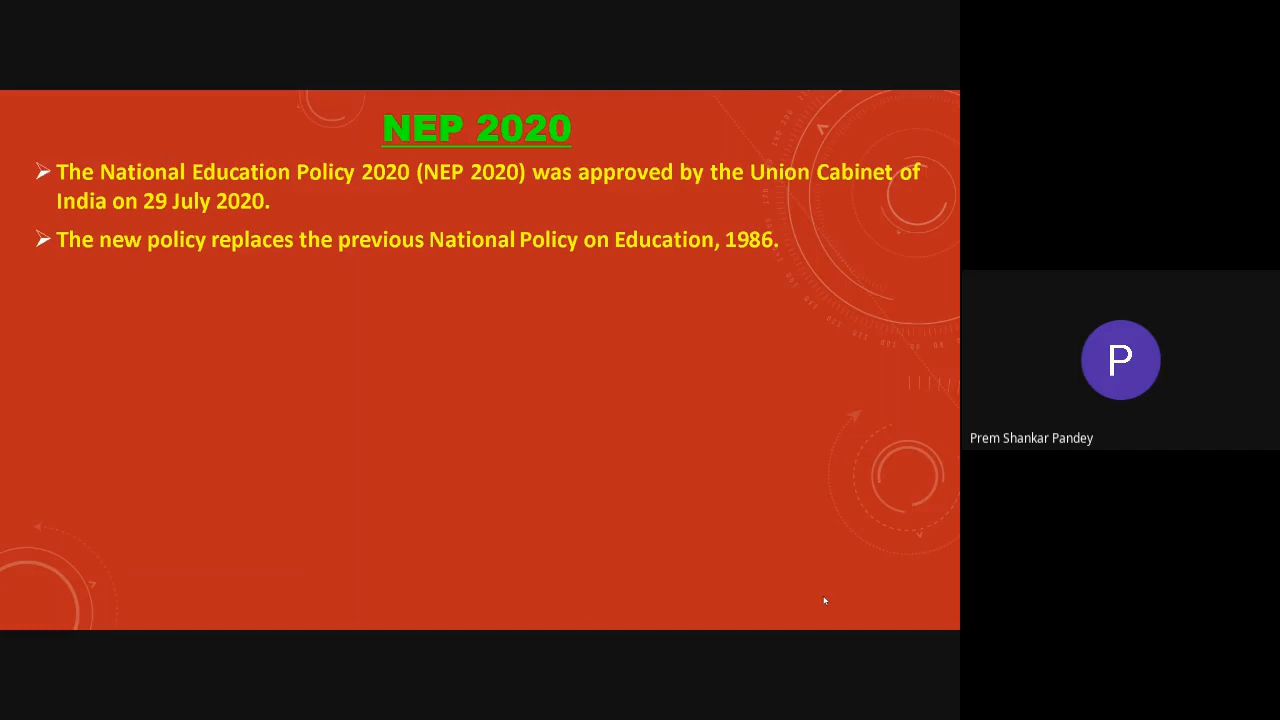 NEP 2020
➢ The National Education Policy 2020 (NEP 2020) was approved by the Union Cabinet of
India on 29 July 2020.
➢ The new policy replaces the previous National Policy on Education, 1986.
P
Prem Shankar Pandey